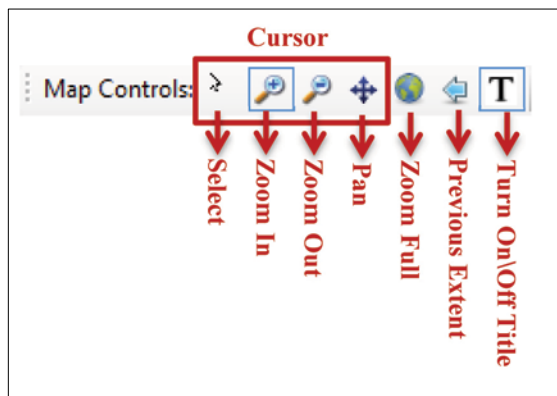 Cursor
Map Controls:
T
Select
Zoom In
Zoom Out
Pan
Zoom Full
Previous Extent
Turn On\Off Title